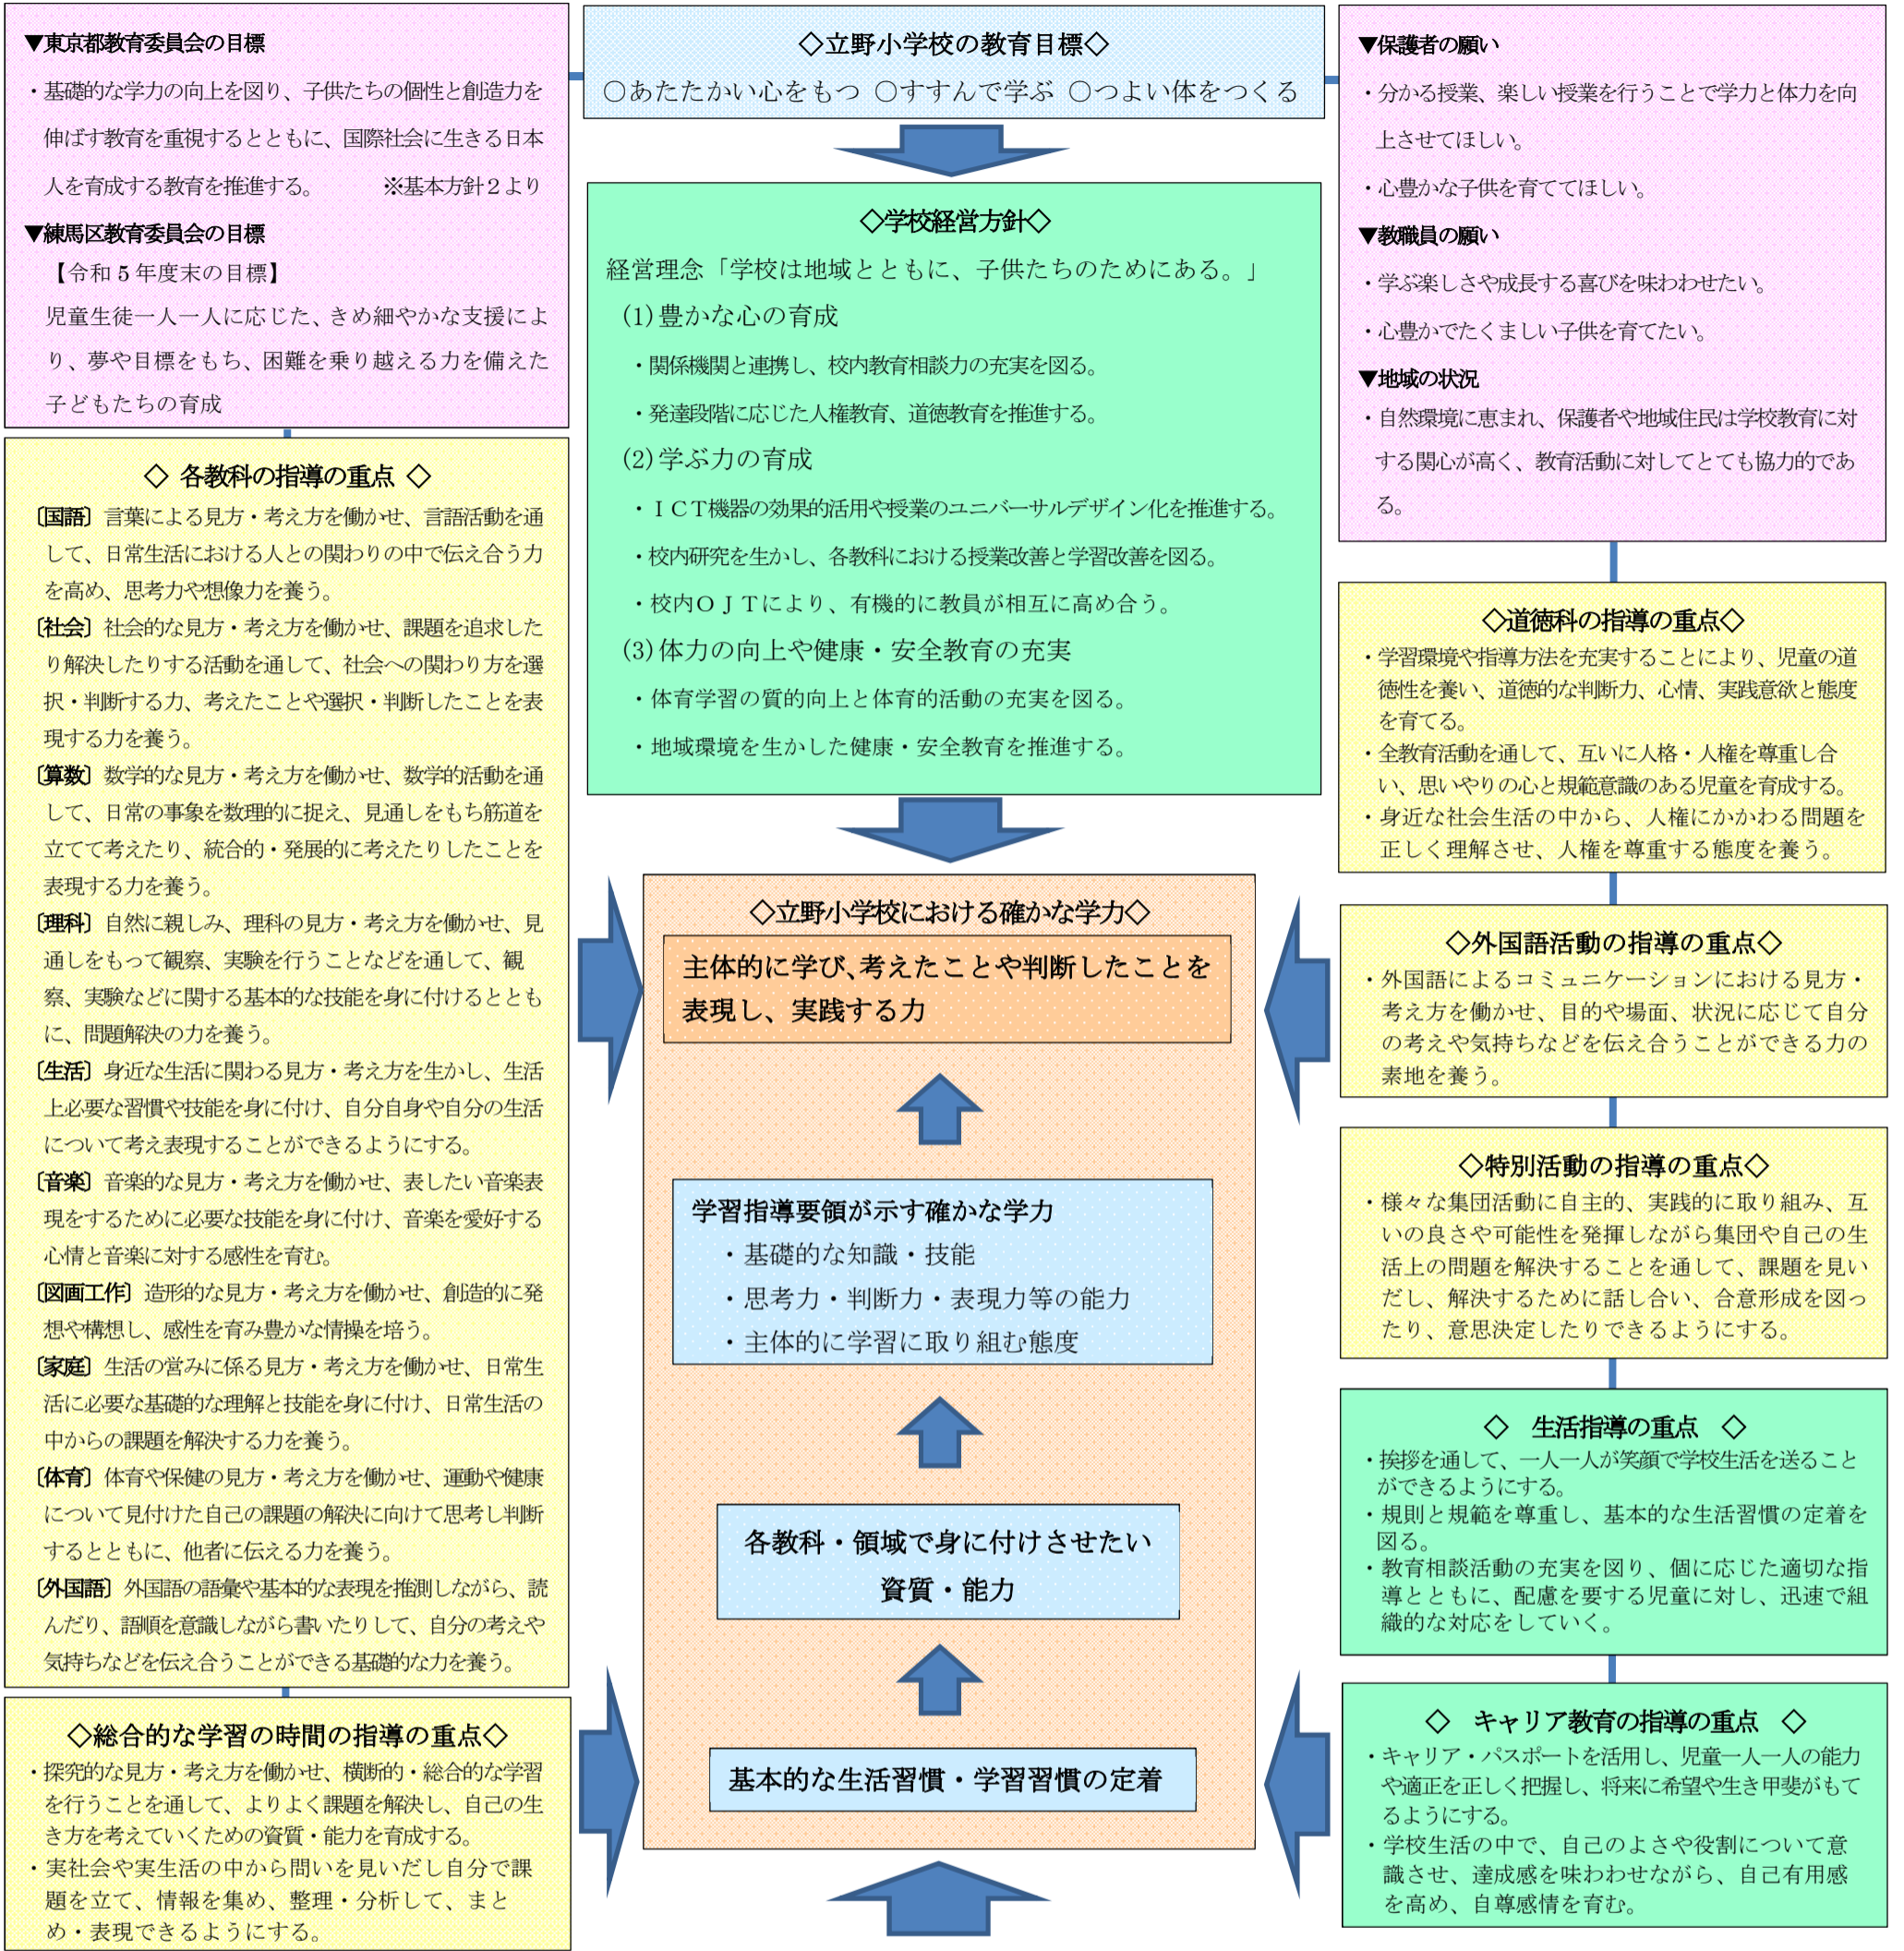 ▼東京都教育委員会の目標
・基礎的な学力の向上を図り、子供たちの個性と創造力を
伸ばす教育を重視するとともに、国際社会に生きる日本
人を育成する教育を推進する。　※基本方針２より
▼練馬区教育委員会の目標
【令和５年度末の目標】
児童生徒一人一人に応じた、きめ細やかな支援によ
り、夢や目標をもち、困難を乗り越える力を備えた
子どもたちの育成
◇立野小学校の教育目標◇
○あたたかい心をもつ ○すすんで学ぶ ○つよい体をつくる
▼保護者の願い
・分かる授業、楽しい授業を行うことで学力と体力を向
上させてほしい。
・心豊かな子供を育ててほしい。
▼教職員の願い
・学ぶ楽しさや成長する喜びを味わわせたい。
・心豊かでたくましい子供を育てたい。
▼地域の状況
・自然環境に恵まれ、保護者や地域住民は学校教育に対
する関心が高く、教育活動に対してとても協力的であ
る。
◇学校経営方針◇
経営理念「学校は地域とともに、子供たちのためにある。」
(1)豊かな心の育成
・関係機関と連携し、校内教育相談力の充実を図る。
・発達段階に応じた人権教育、道徳教育を推進する。
(2)学ぶ力の育成
・ＩＣＴ機器の効果的活用や授業のユニバーサルデザイン化を推進する。
・校内研究を生かし、各教科における授業改善と学習改善を図る。
・校内ＯＪＴにより、有機的に教員が相互に高め合う。
(3)体力の向上や健康・安全教育の充実
・体育学習の質的向上と体育的活動の充実を図る。
・地域環境を生かした健康・安全教育を推進する。
◇ 各教科の指導の重点 ◇
〔国語〕言葉による見方・考え方を働かせ、言語活動を通
して、日常生活における人との関わりの中で伝え合う力
を高め、思考力や想像力を養う。
〔社会〕社会的な見方・考え方を働かせ、課題を追求した
り解決したりする活動を通して、社会への関わり方を選
択・判断する力、考えたことや選択・判断したことを表
現する力を養う。
〔算数〕数学的な見方・考え方を働かせ、数学的活動を通
して、日常の事象を数理的に捉え、見通しをもち筋道を
立てて考えたり、統合的・発展的に考えたりしたことを
表現する力を養う。
〔理科〕自然に親しみ、理科の見方・考え方を働かせ、見
通しをもって観察、実験を行うことなどを通して、観
察、実験などに関する基本的な技能を身に付けるととも
に、問題解決の力を養う。
〔生活〕身近な生活に関わる見方・考え方を生かし、生活
上必要な習慣や技能を身に付け、自分自身や自分の生活
について考え表現することができるようにする。
〔音楽〕音楽的な見方・考え方を働かせ、表したい音楽表
現をするために必要な技能を身に付け、音楽を愛好する
心情と音楽に対する感性を育む。
〔図画工作〕造形的な見方・考え方を働かせ、創造的に発
想や構想し、感性を育み豊かな情操を培う。
〔家庭〕生活の営みに係る見方・考え方を働かせ、日常生
活に必要な基礎的な理解と技能を身に付け、日常生活の
中からの課題を解決する力を養う。
〔体育〕体育や保健の見方・考え方を働かせ、運動や健康
について見付けた自己の課題の解決に向けて思考し判断
するとともに、他者に伝える力を養う。
〔外国語〕外国語の語彙や基本的な表現を推測しながら、読
んだり、語順を意識しながら書いたりして、自分の考えや
気持ちなどを伝え合うことができる基礎的な力を養う。
◇総合的な学習の時間の指導の重点◇
・探究的な見方・考え方を働かせ、横断的・総合的な学習
を行うことを通して、よりよく課題を解決し、自己の生
き方を考えていくための資質・能力を育成する。
・実社会や実生活の中から問いを見いだし自分で課
題を立て、情報を集め、整理・分析して、まと
め・表現できるようにする。
◇立野小学校における確かな学力◇
主体的に学び、考えたことや判断したことを
表現し、実践する力
学習指導要領が示す確かな学力
・基礎的な知識・技能
・思考力・判断力・表現力等の能力
・主体的に学習に取り組む態度
各教科・領域で身に付けさせたい
資質・能力
基本的な生活習慣・学習習慣の定着
◇道徳科の指導の重点◇
・学習環境や指導方法を充実することにより、児童の道
徳性を養い、道徳的な判断力、心情、実践意欲と態度
を育てる。
・全教育活動を通して、互いに人格・人権を尊重し合
い、思いやりの心と規範意識のある児童を育成する。
・身近な社会生活の中から、人権にかかわる問題を
正しく理解させ、人権を尊重する態度を養う。
◇外国語活動の指導の重点◇
・外国語によるコミュニケーションにおける見方・
考え方を働かせ、目的や場面、状況に応じて自分
の考えや気持ちなどを伝え合うことができる力の
素地を養う。
◇特別活動の指導の重点◇
・様々な集団活動に自主的、実践的に取り組み、互
いの良さや可能性を発揮しながら集団や自己の生
活上の問題を解決することを通して、課題を見い
だし、解決するために話し合い、合意形成を図っ
たり、意思決定したりできるようにする。
◇　生活指導の重点　◇
・挨拶を通して、一人一人が笑顔で学校生活を送ること
ができるようにする。
・規則と規範を尊重し、基本的な生活習慣の定着を
図る。
・教育相談活動の充実を図り、個に応じた適切な指
導とともに、配慮を要する児童に対し、迅速で組
織的な対応をしていく。
◇　キャリア教育の指導の重点　◇
・キャリア・パスポートを活用し、児童一人一人の能力
や適正を正しく把握し、将来に希望や生き甲斐がもて
るようにする。
・学校生活の中で、自己のよさや役割について意
識させ、達成感を味わわせながら、自己有用感
を高め、自尊感情を育む。